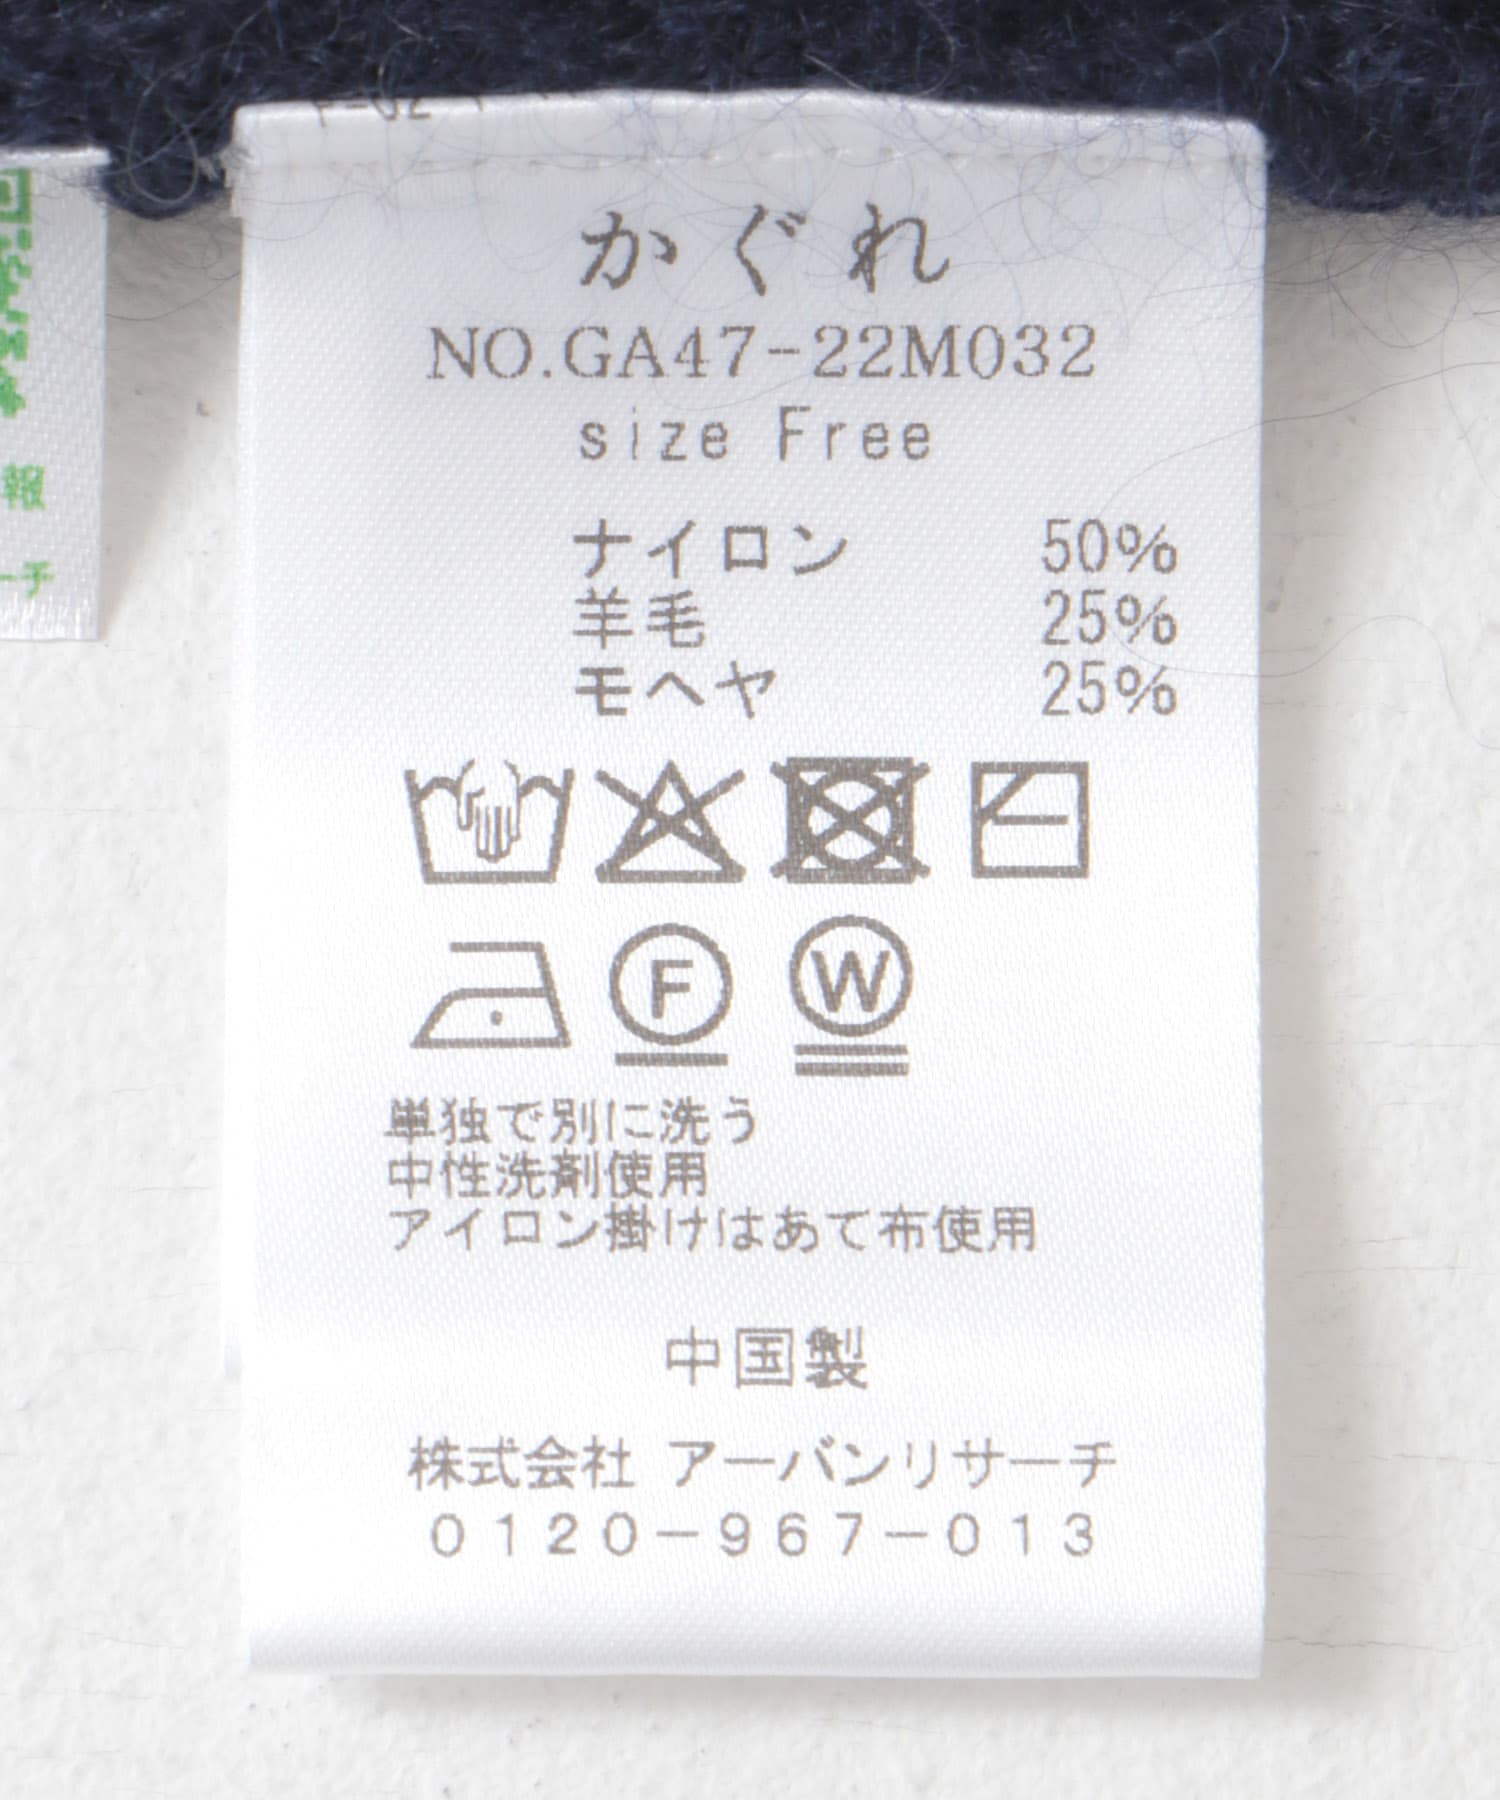 かぐれ
NO.GA47-22M032
size Free
ナイロン 50%
羊毛 25%
モヘヤ 25%
F
W
単独で別に洗う
中性洗剤使用
アイロン掛けはあて布使用
中国製
株式会社 アーバンリサーチ
0120-967-013
報
ーチ